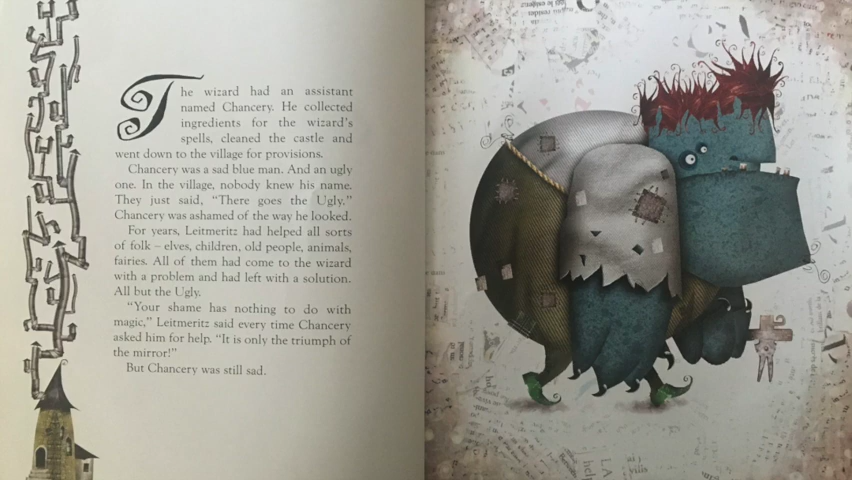 The wizard had an assistant
named Chancery. He collected
ingredients for the wizard's
spells, cleaned the castle and
went down to the village for provisions.
Chancery was a sad blue man. And an ugly
one. In the village, nobody knew his name.
They just said, “There goes the Ugly.”
Chancery was ashamed of the way he looked.
For years, Leitmeritz had helped all sorts
of folk – elves, children, old people, animals,
fairies. All of them had come to the wizard
with a problem and had left with a solution.
All but the Ugly.
“Your shame has nothing to do with
magic,” Leitmeritz said every time Chancery
asked him for help. “It is only the triumph of
the mirror!”
But Chancery was still sad.